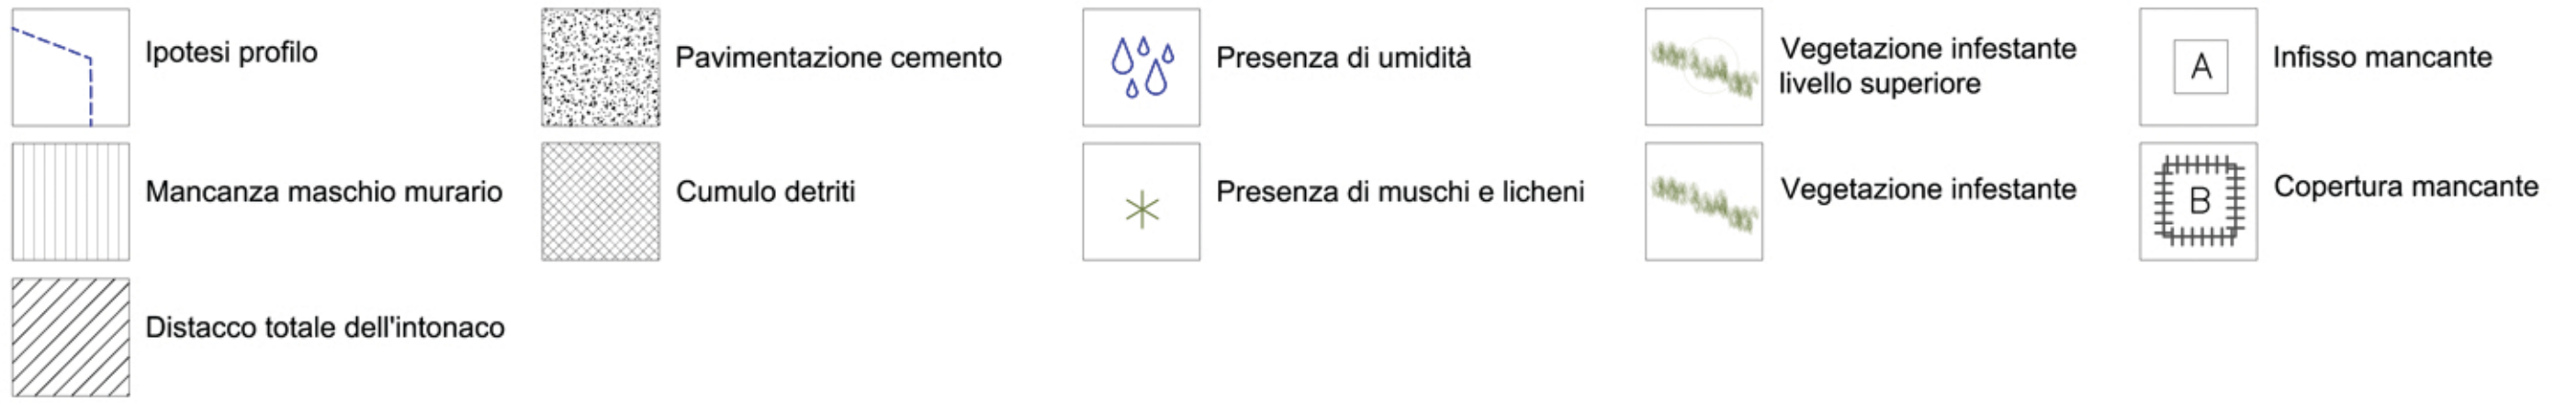 Ipotesi profilo
Pavimentazione cemento
Presenza di umidità
Vegetazione infestante
livello superiore
A
Infisso mancante
Mancanza maschio murario
Cumulo detriti
Presenza di muschi e licheni
Vegetazione infestante
B
Copertura mancante
Distacco totale dell'intonaco